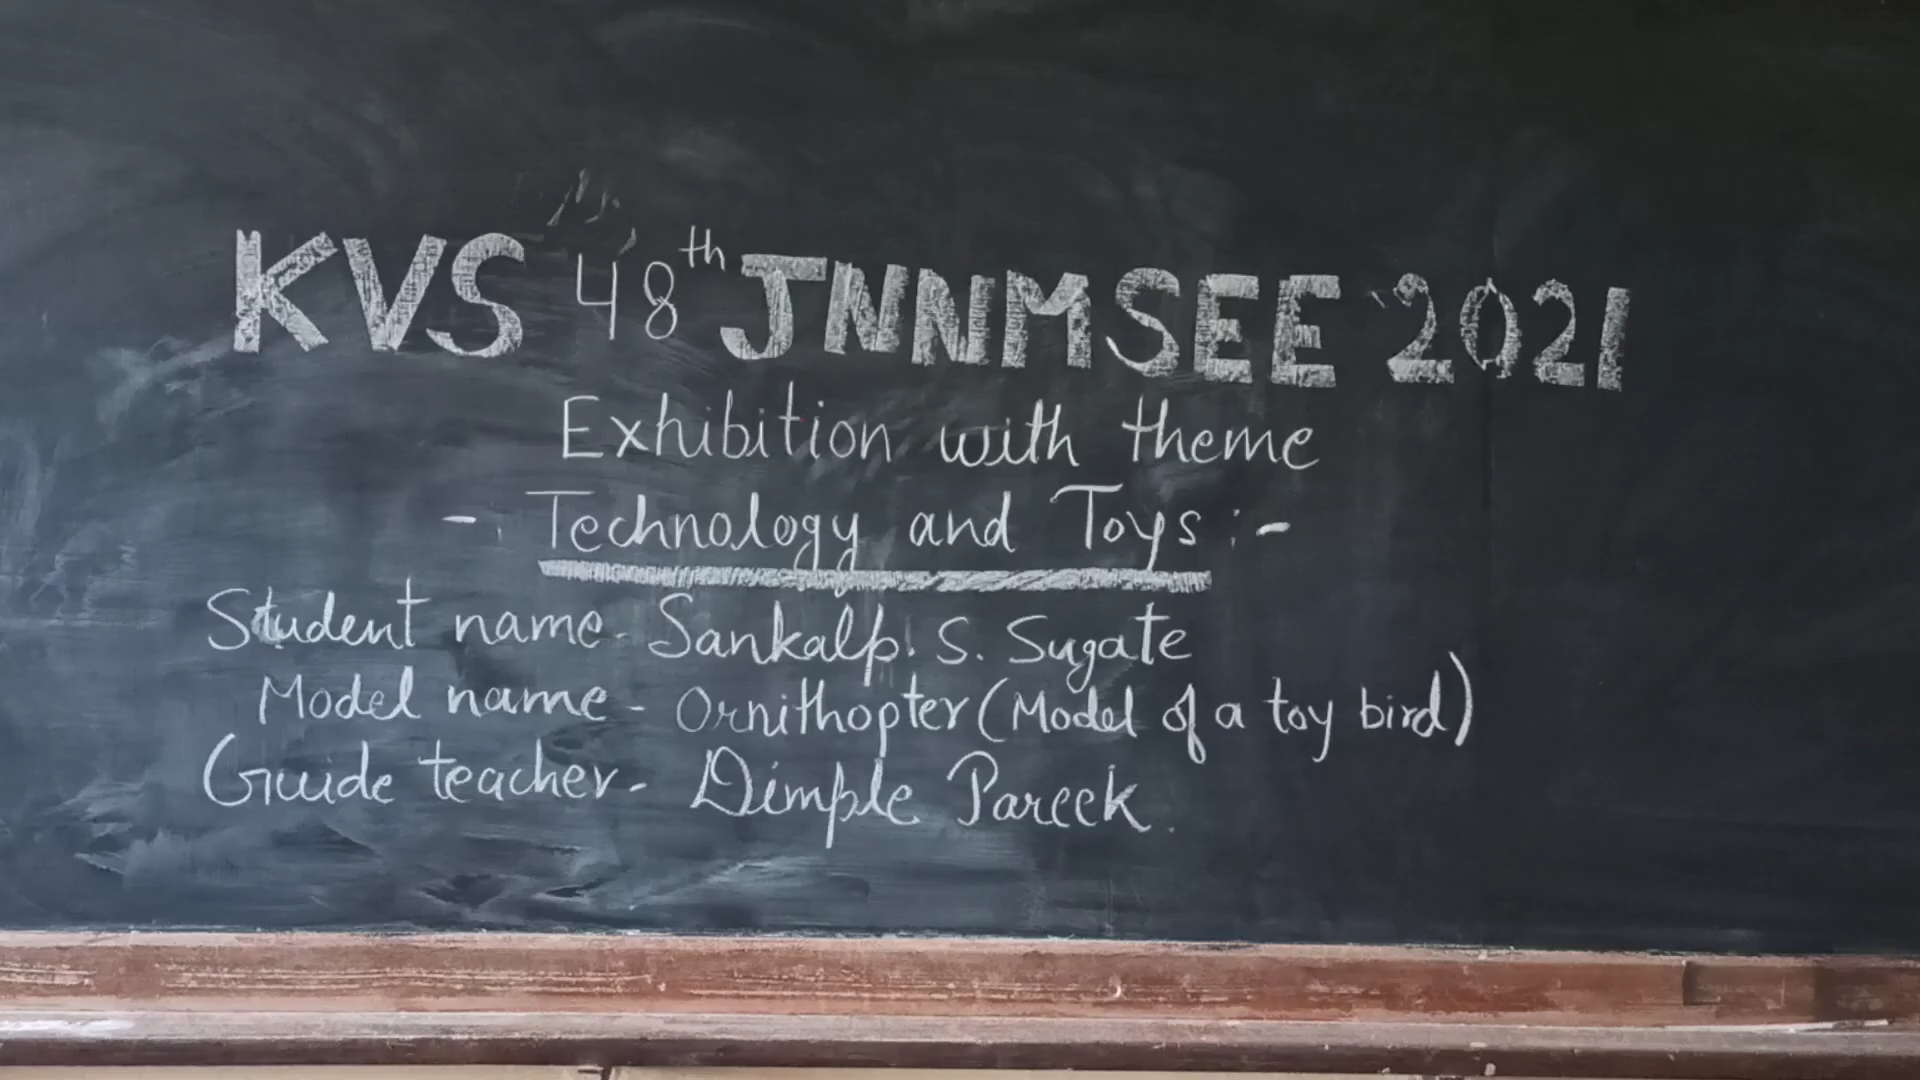 KVS 48th JNNMSEE 2021
Exhibition with theme
-: Technology and Toys :-
Student name- Sankalp. S. Sugate
Model name - Ornithopter (Model of a toy bird)
Guide teacher- Dimple Pareek.